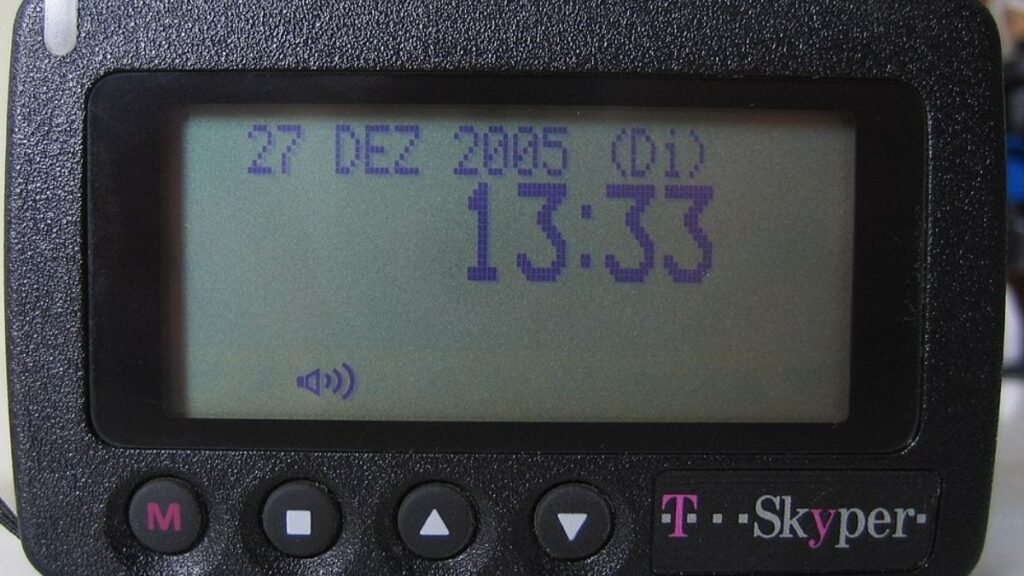 27 DEZ 2005 (Di)
13:33
M
T···Skyper·